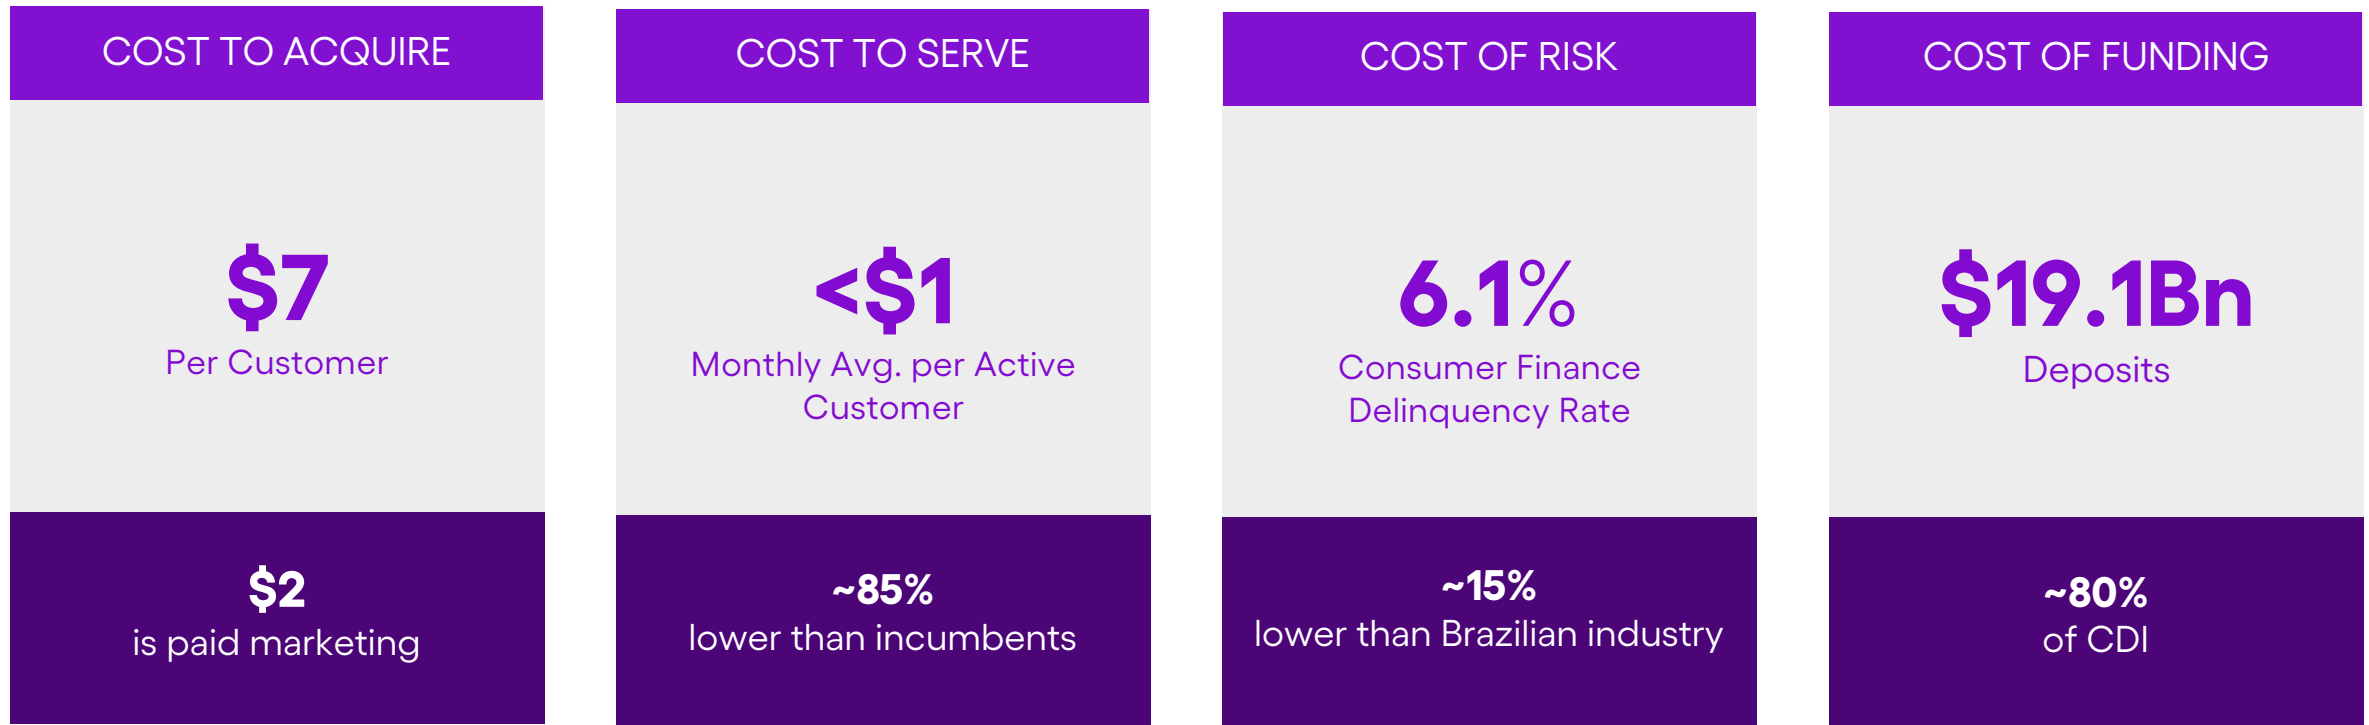 COST TO ACQUIRE
$7
Per Customer
$2
is paid marketing
COST TO SERVE
<$1
Monthly Avg. per Active
Customer
~85%
lower than incumbents
COST OF RISK
6.1%
Consumer Finance
Delinquency Rate
~15%
lower than Brazilian industry
COST OF FUNDING
$19.1Bn
Deposits
~80%
of CDI